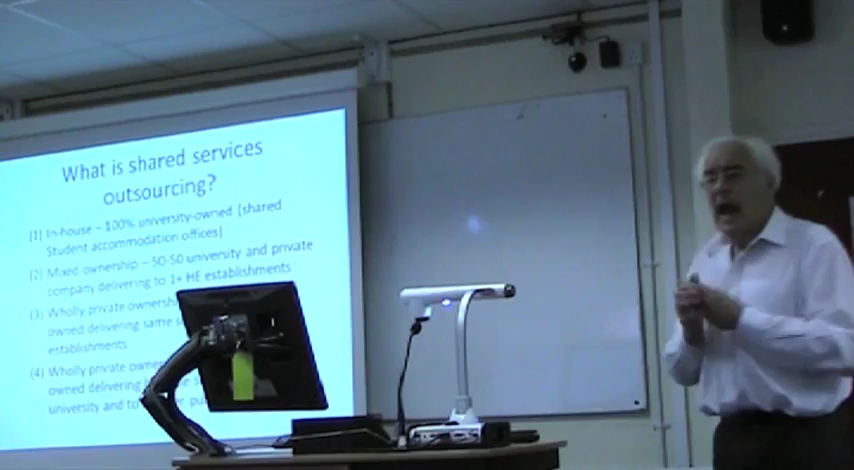 What is shared services
outsourcing?
(1) In-house – 100% university-owned [shared
Student accommodation offices]
(2) Mixed ownership – 50-50 university and private
company delivering to 1+ HE establishments
(3) Wholly private ownersh
owned delivering same s
establishments
(4) Wholly private owne
owned delivering
university and to